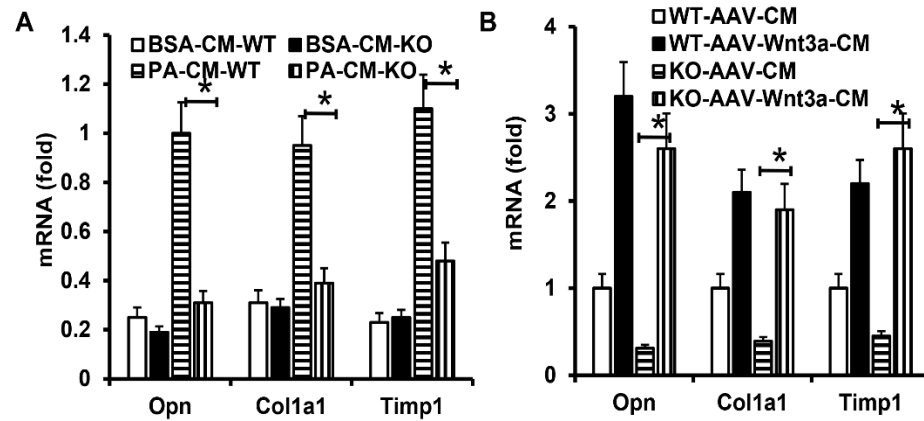 A
mRNA (fold)
1.4
1.2
1
0.8
0.6
0.4
0.2
0
BSA-CM-WT BSA-CM-KO
PA-CM-WT PA-CM-KO
* * *
Opn Col1a1 Timp1
B
mRNA (fold)
4
3
2
1
0
WT-AAV-CM
WT-AAV-Wnt3a-CM
KO-AAV-CM
KO-AAV-Wnt3a-CM
* * *
Opn Col1a1 Timp1